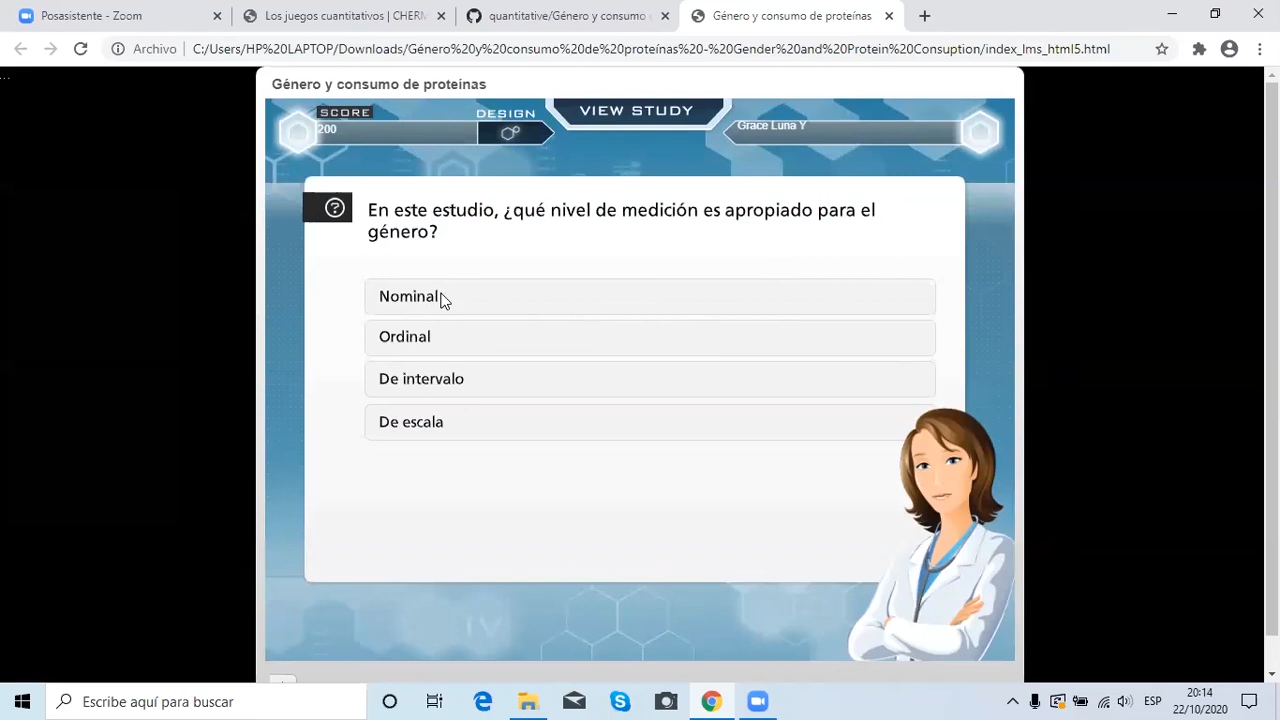 Posasistente - Zoom
Los juegos cuantitativos | CHERM
quantitative/Género y consumo
Género y consumo de proteínas
Archivo
C:/Users/HP%20LAPTOP/Downloads/Género%20y%20consumo%20de%20proteínas%20-%20Gender%20and%20Protein%20Consuption/index_lms_html5.html
...
Género y consumo de proteínas
SCORE
200
DESIGN
VIEW STUDY
Grace Luna Y
En este estudio, ¿qué nivel de medición es apropiado para el
género?
Nominal
Ordinal
De intervalo
De escala
Escribe aquí para buscar
ESP
20:14
22/10/2020